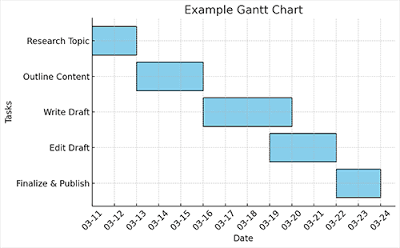 Example Gantt Chart
Research Topic
Outline Content
Write Draft
Edit Draft
Finalize & Publish
Tasks
03-11
03-12
03-13
03-14
03-15
03-16
03-17
03-18
03-19
03-20
03-21
03-22
03-23
03-24
Date